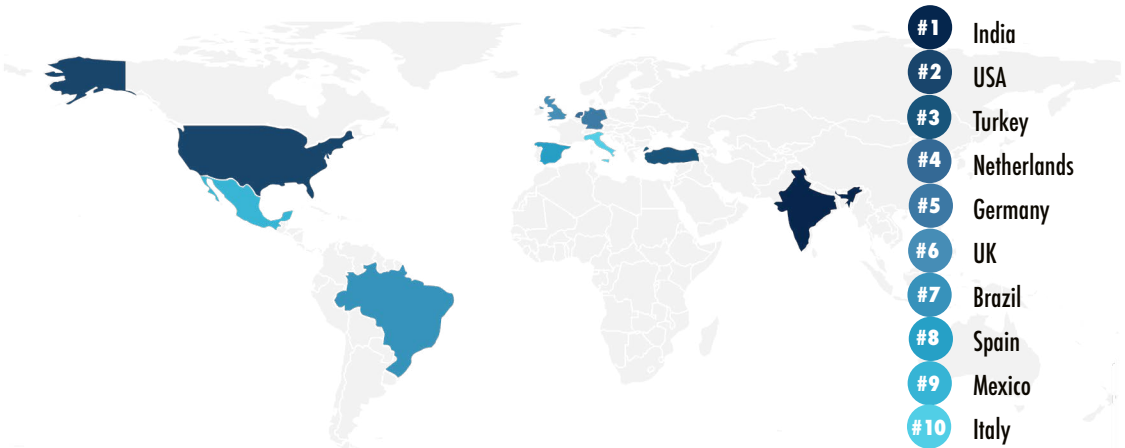 #1 India
#2 USA
#3 Turkey
#4 Netherlands
#5 Germany
#6 UK
#7 Brazil
#8 Spain
#9 Mexico
#10 Italy